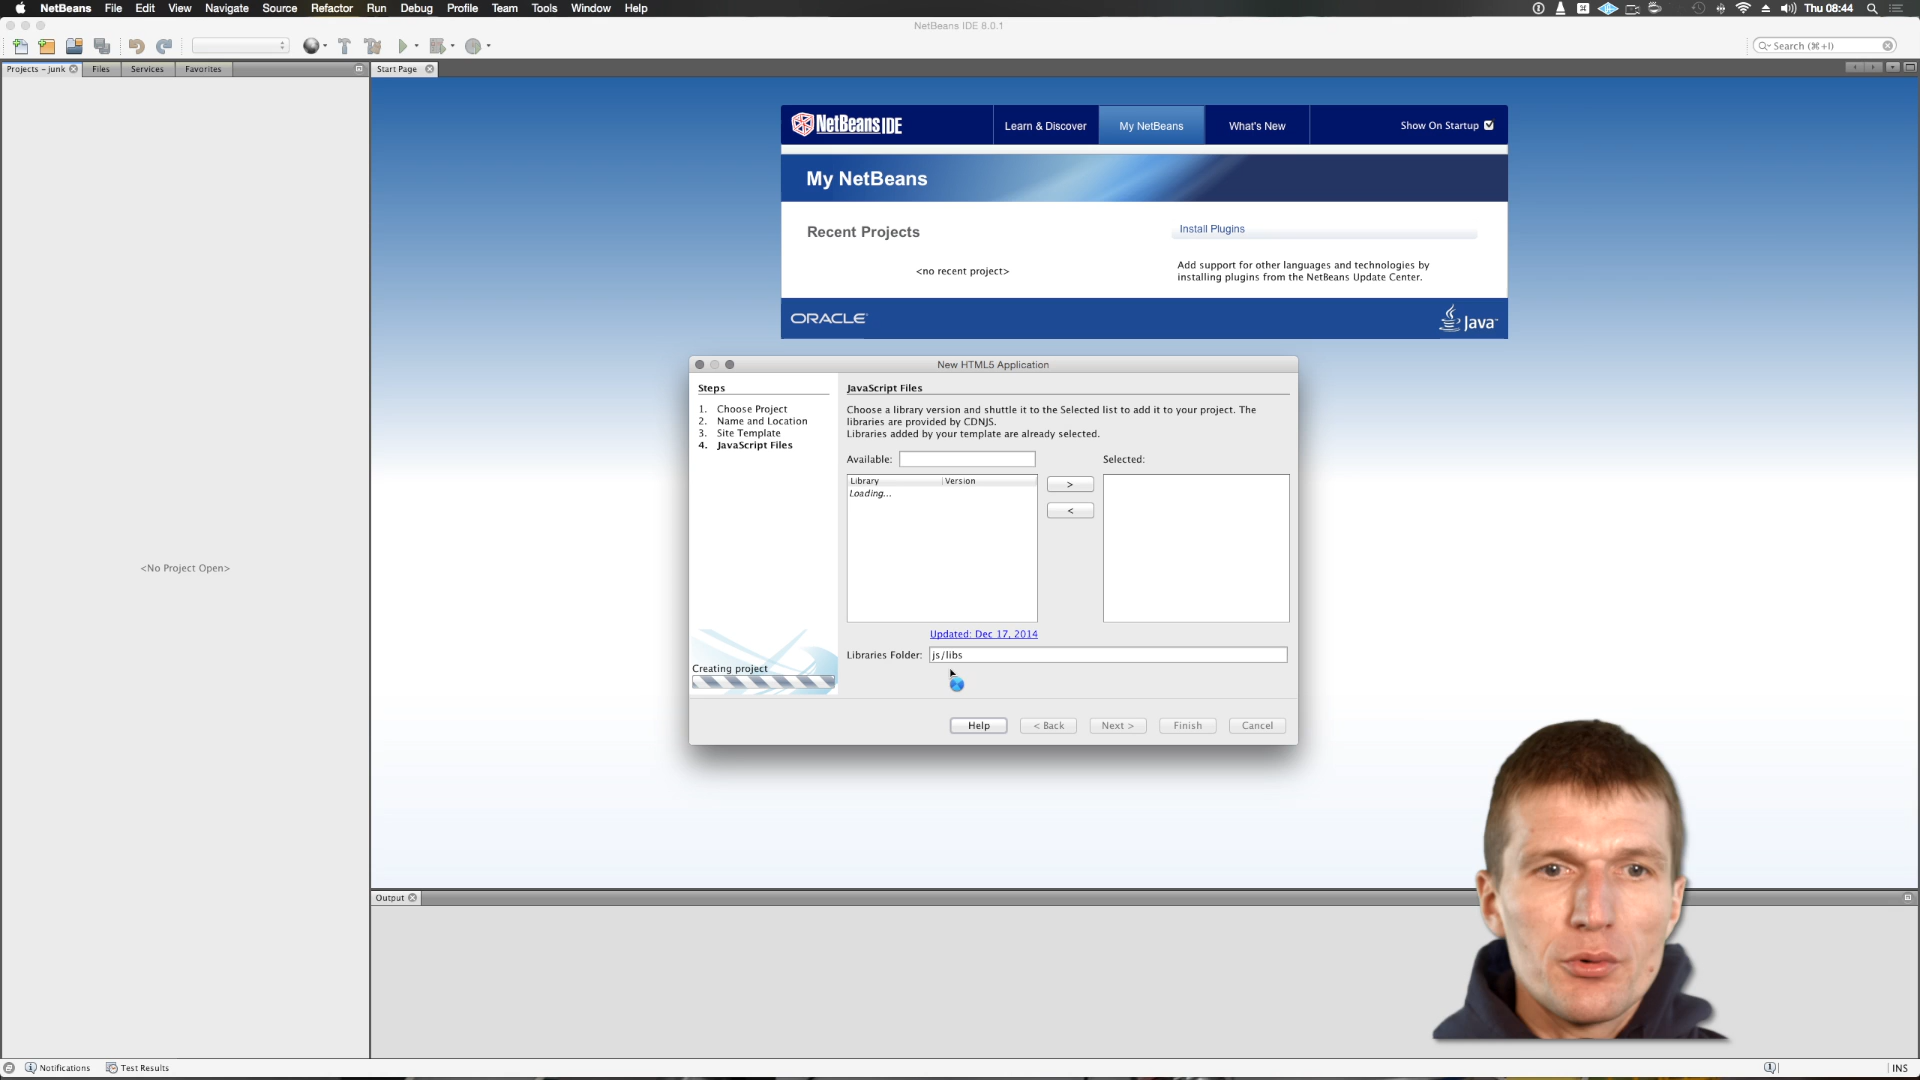 NetBeans File Edit View Navigate Source Refactor Run Debug Profile Team Tools Window Help Thu 08:44
NetBeans IDE 8.0.1
Search (⌘+I)
Projects - junk Files Services Favorites Start Page
NetBeans IDE Learn & Discover My NetBeans What's New Show On Startup
My NetBeans
Recent Projects
Install Plugins
<no recent project>
Add support for other languages and technologies by
installing plugins from the NetBeans Update Center.
ORACLE Java
New HTML5 Application
Steps
1. Choose Project
2. Name and Location
3. Site Template
4. JavaScript Files
JavaScript Files
Choose a library version and shuttle it to the Selected list to add it to your project. The
libraries are provided by CDNJS.
Libraries added by your template are already selected.
Available: Selected:
Library Version
Loading...
>
<
Updated: Dec 17, 2014
Libraries Folder: js/libs
Creating project
Help < Back Next > Finish Cancel
<No Project Open>
Output
Notifications Test Results INS